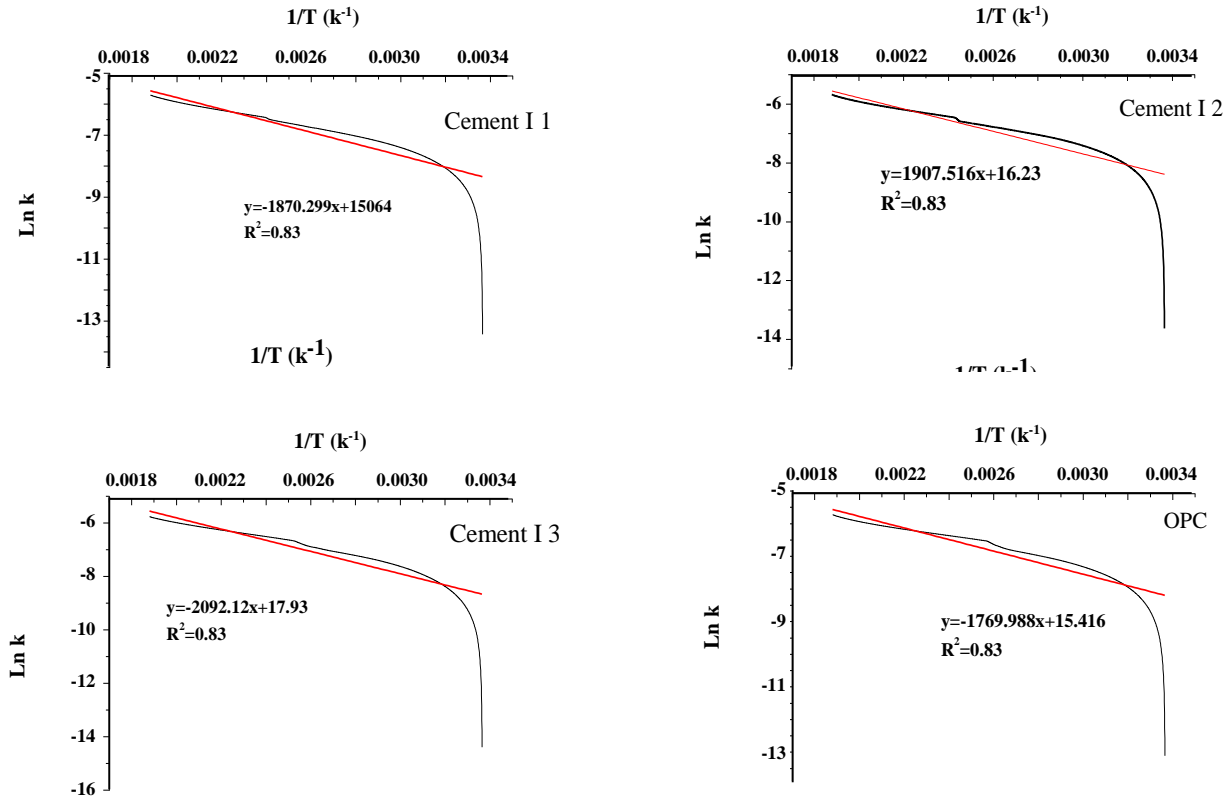 1/T (k-1)
0.0018 0.0022 0.0026 0.0030 0.0034
-5
-7
-9
-11
-13
Ln k
Cement I 1
y=-1870.299x+15064
R2=0.83
1/T (k-1)
1/T (k-1)
0.0018 0.0022 0.0026 0.0030 0.0034
-6
-8
-10
-12
-14
Ln k
Cement I 2
y=1907.516x+16.23
R2=0.83
1/T (k-1)
1/T (k-1)
0.0018 0.0022 0.0026 0.0030 0.0034
-6
-8
-10
-12
-14
-16
Ln k
Cement I 3
y=-2092.12x+17.93
R2=0.83
1/T (k-1)
0.0018 0.0022 0.0026 0.0030 0.0034
-5
-7
-9
-11
-13
Ln k
OPC
y=-1769.988x+15.416
R2=0.83